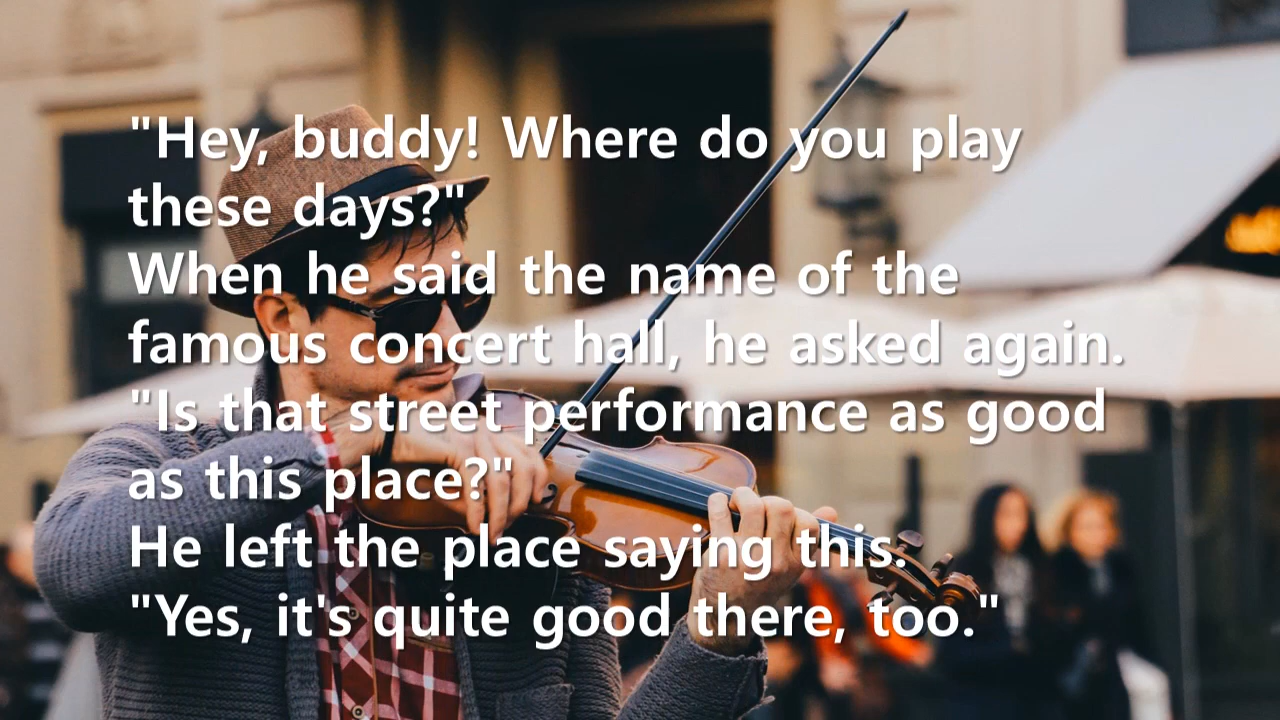 "Hey, buddy! Where do you play
these days?"
When he said the name of the
famous concert hall, he asked again.
"Is that street performance as good
as this place?"
He left the place saying this.
"Yes, it's quite good there, too."